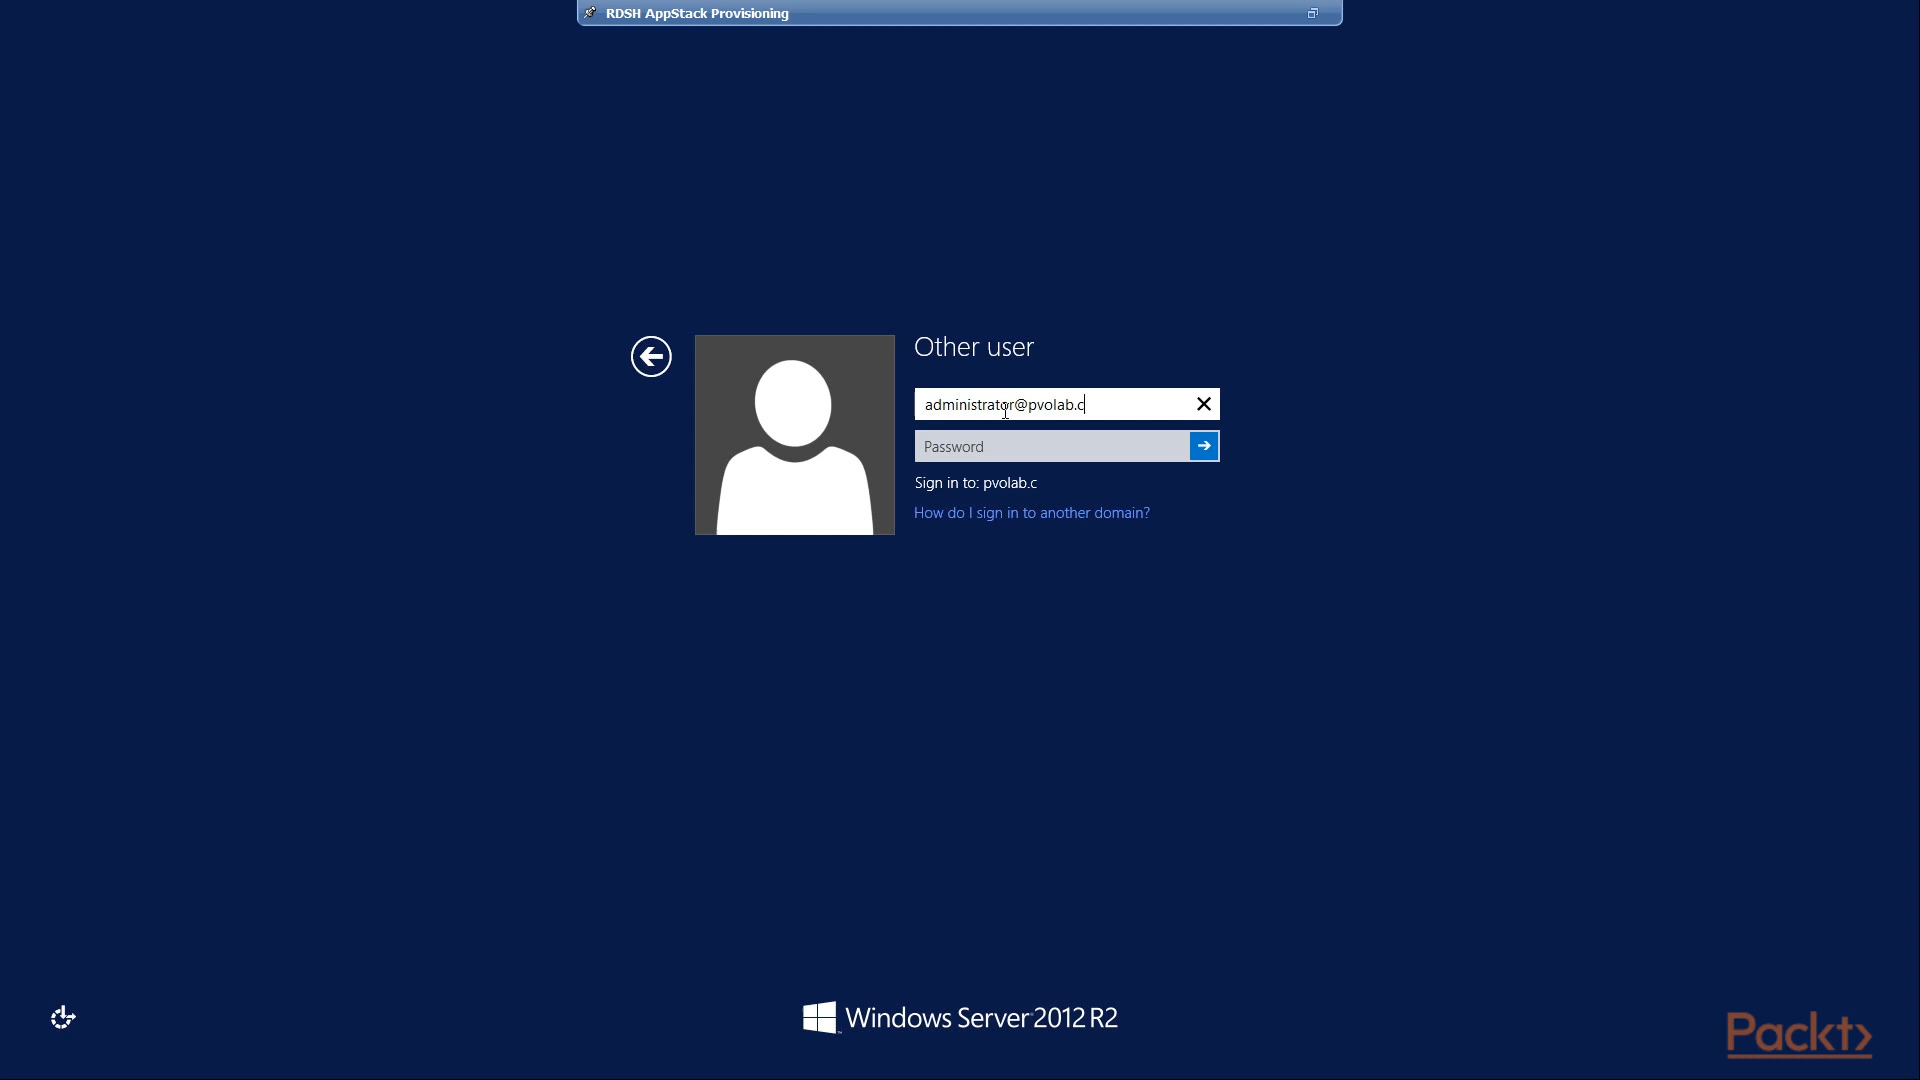 RDSH AppStack Provisioning
Other user
administrator@pvolab.c
Password
Sign in to: pvolab.c
How do I sign in to another domain?
Windows Server 2012 R2
Packt